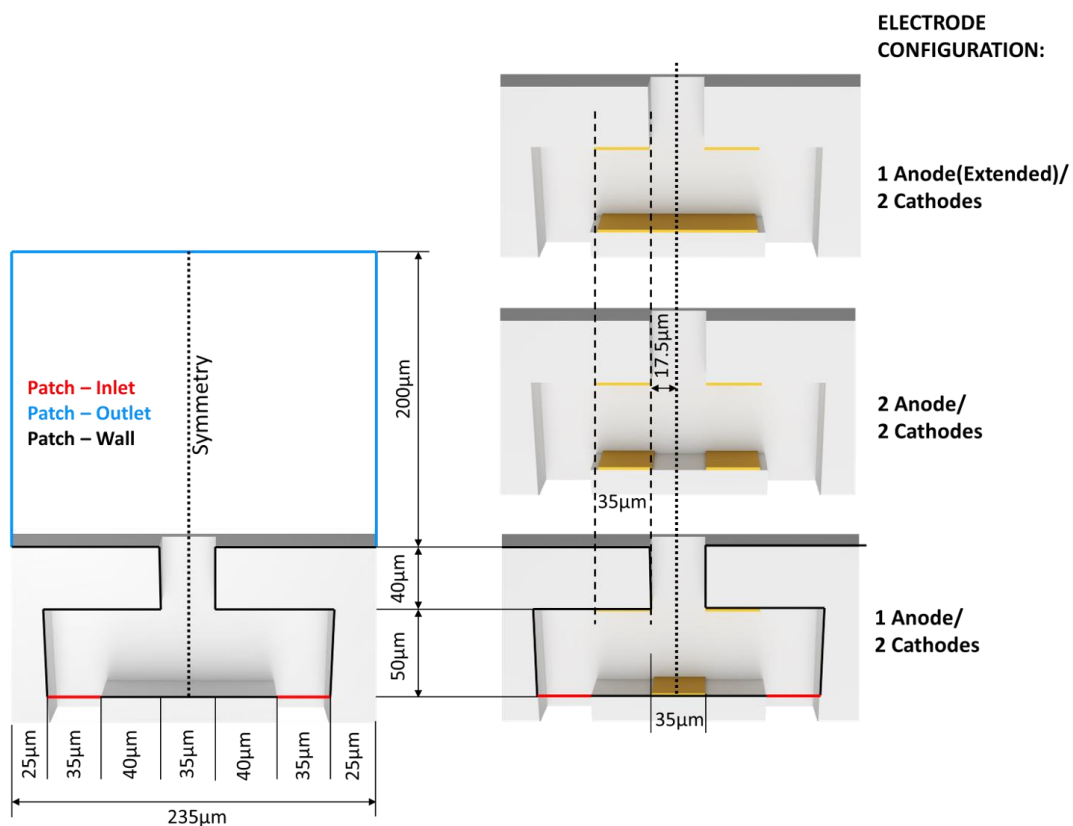 ELECTRODE
CONFIGURATION:
1 Anode(Extended)/
2 Cathodes
17.5μm
2 Anode/
2 Cathodes
35μm
Patch – Inlet
Patch – Outlet
Patch – Wall
Symmetry
200μm
40μm
50μm
1 Anode/
2 Cathodes
35μm
25μm
35μm
40μm
35μm
40μm
35μm
25μm
235μm